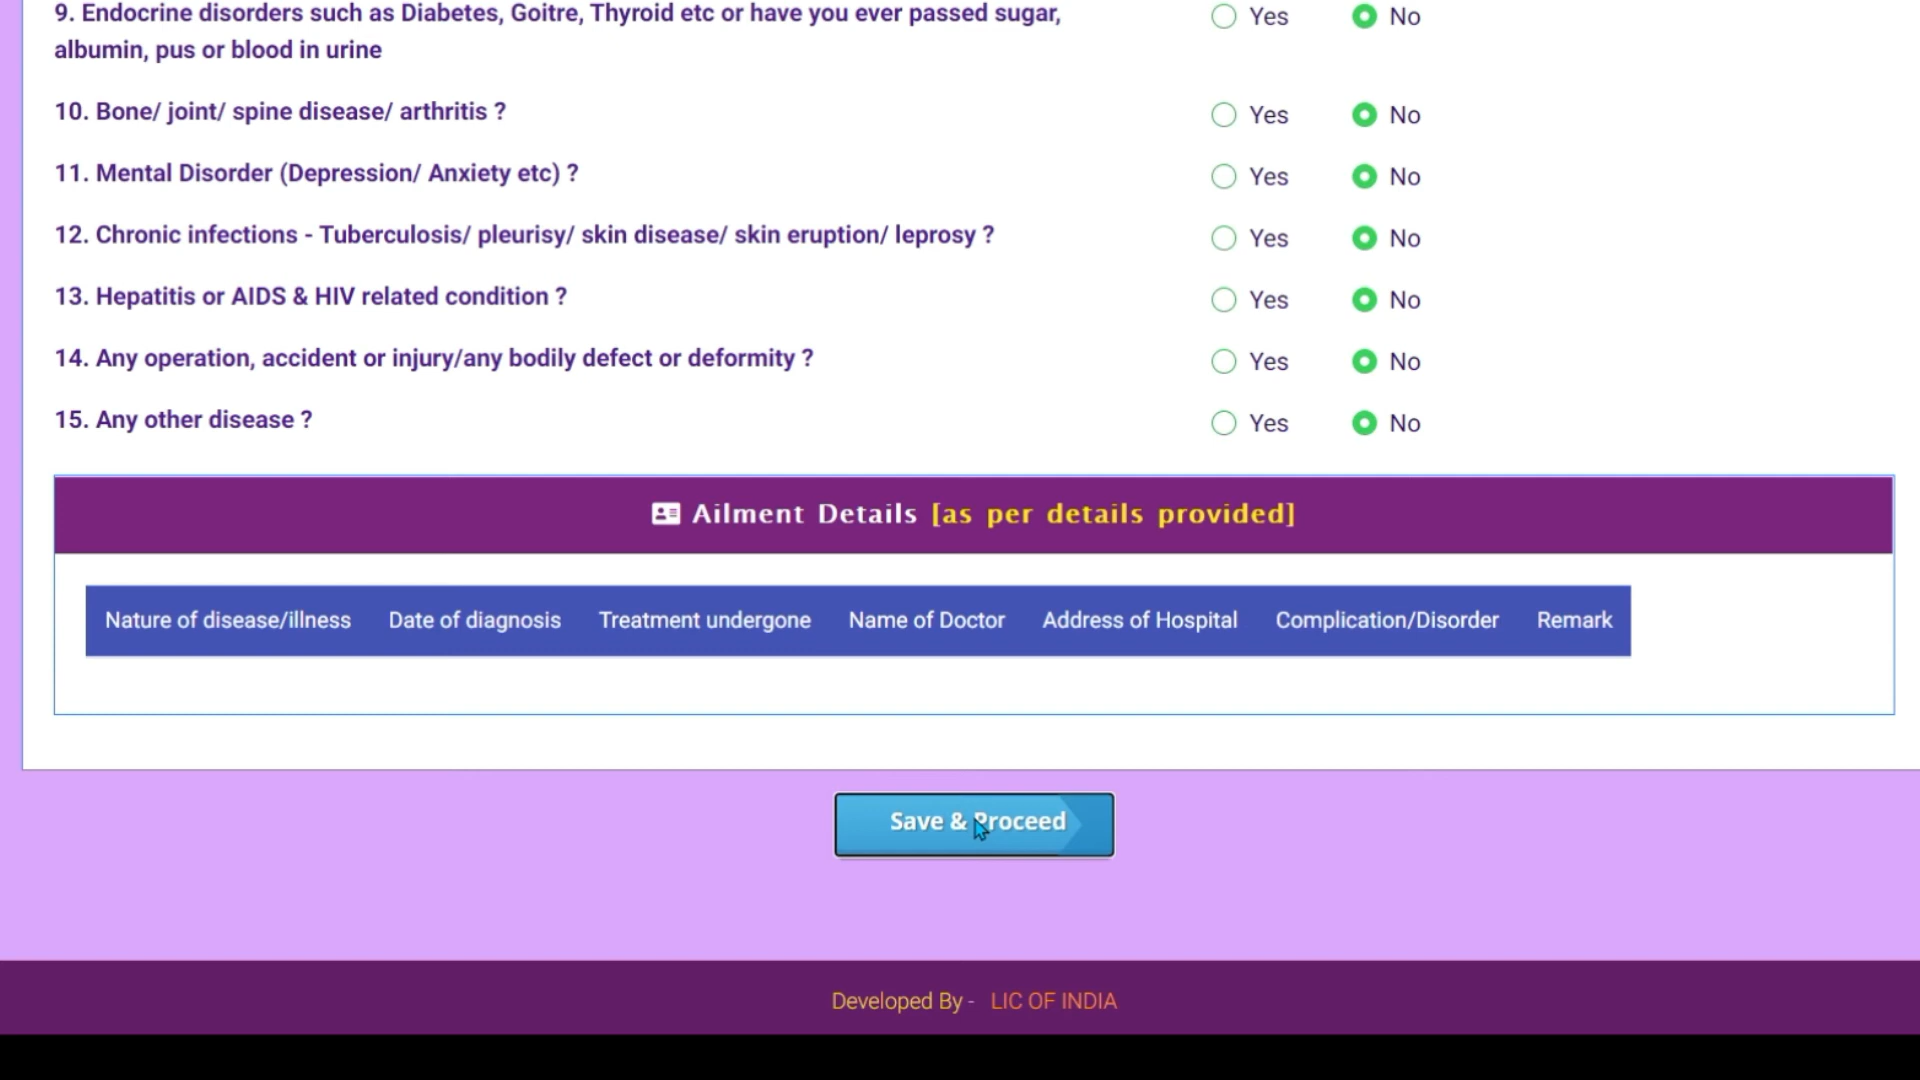 9. Endocrine disorders such as Diabetes, Goitre, Thyroid etc or have you ever passed sugar, albumin, pus or blood in urine Yes No
10. Bone/ joint/ spine disease/ arthritis ? Yes No
11. Mental Disorder (Depression/ Anxiety etc) ? Yes No
12. Chronic infections - Tuberculosis/ pleurisy/ skin disease/ skin eruption/ leprosy ? Yes No
13. Hepatitis or AIDS & HIV related condition ? Yes No
14. Any operation, accident or injury/any bodily defect or deformity ? Yes No
15. Any other disease ? Yes No
Ailment Details [as per details provided]
Nature of disease/illness Date of diagnosis Treatment undergone Name of Doctor Address of Hospital Complication/Disorder Remark
Save & Proceed
Developed By - LIC OF INDIA